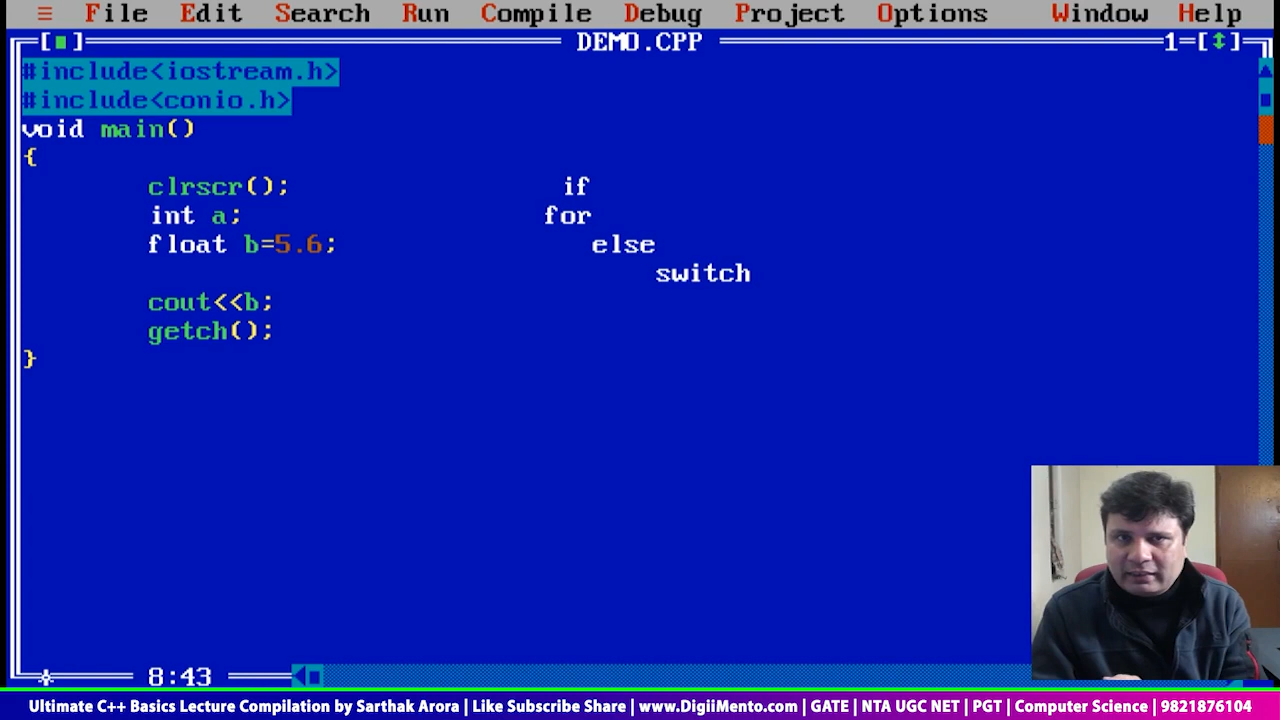 ≡ File Edit Search Run Compile Debug Project Options Window Help
[■] DEMO.CPP 1=[↕]
#include<iostream.h>
#include<conio.h>
void main()
{
clrscr(); if
int a; for
float b=5.6; else
switch
cout<<b;
getch();
}
8:43
Ultimate C++ Basics Lecture Compilation by Sarthak Arora | Like Subscribe Share | www.DigiiMento.com | GATE | NTA UGC NET | PGT | Computer Science | 9821876104